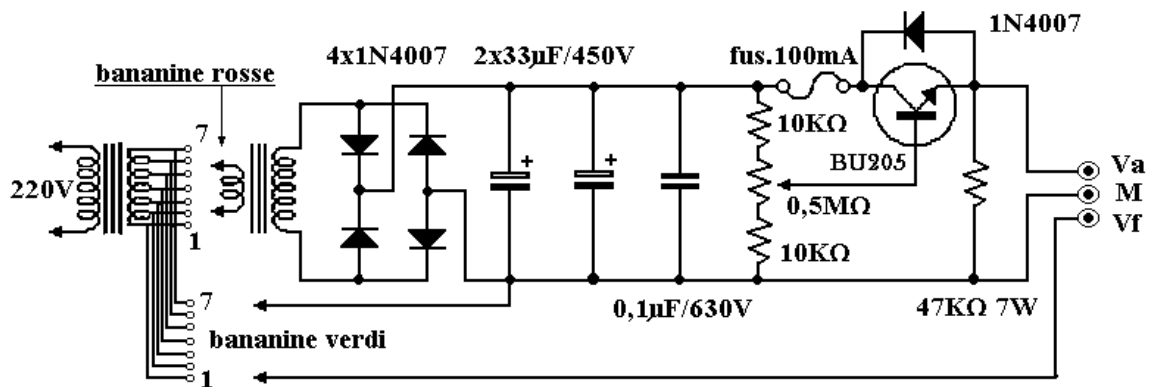 1N4007
4x1N4007
2x33µF/450V
fus.100mA
bananine rosse
7
10KΩ
BU205
220V
+
+
0,5MΩ
Va
M
Vf
1
10KΩ
7
0,1µF/630V
47KΩ 7W
bananine verdi
1